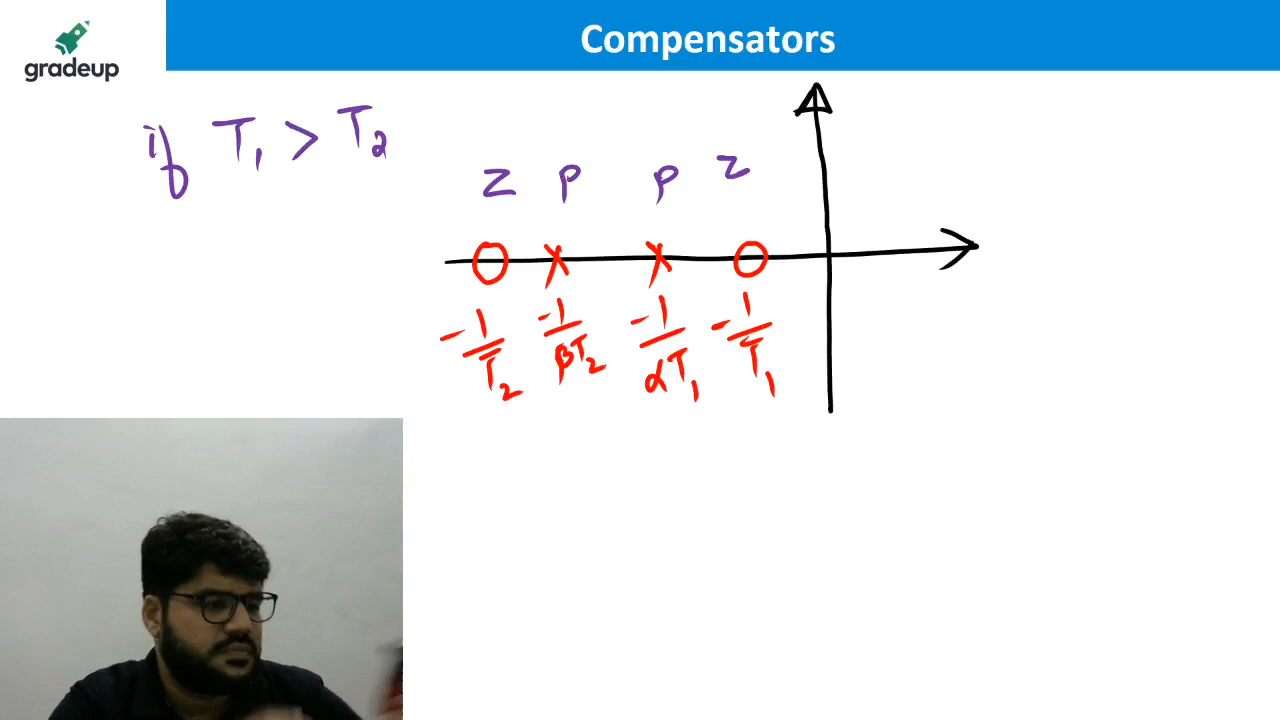 gradeup
Compensators
if T₁ > T₂
Z P P Z
-1/T₂ -1/βT₂ -1/αT₁ -1/T₁